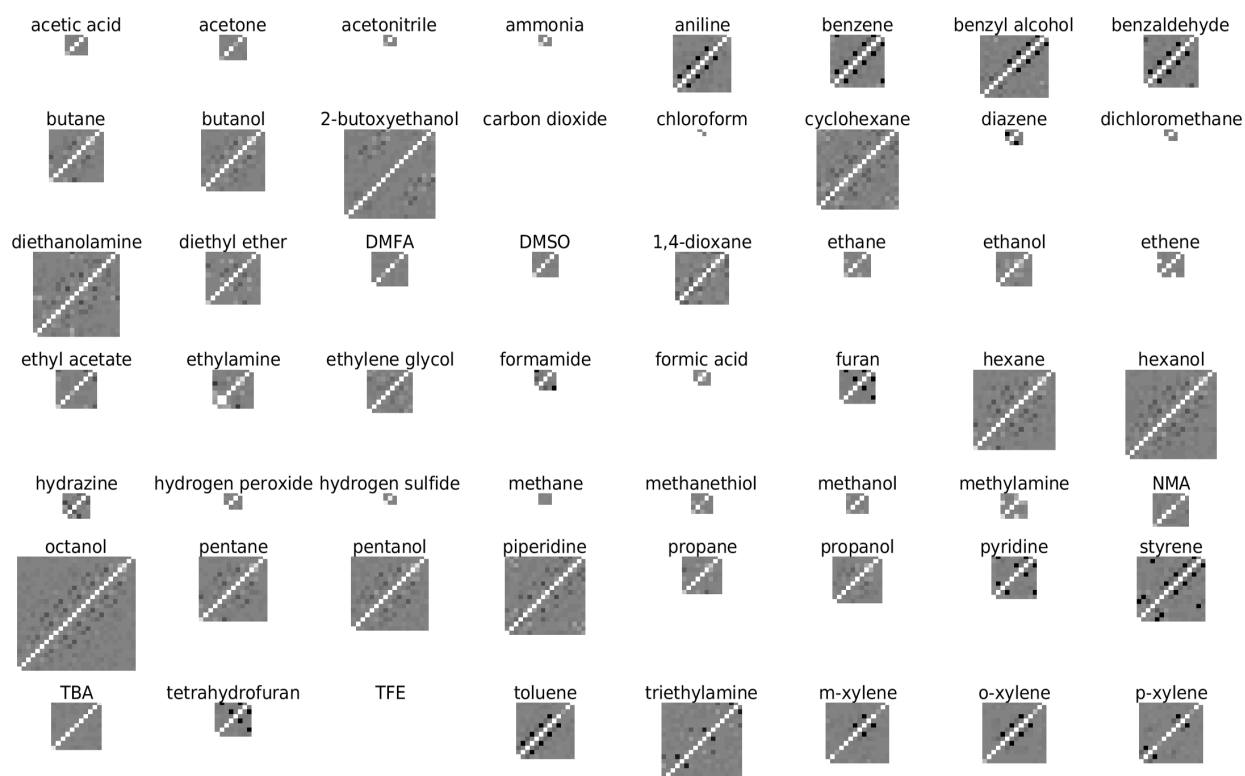 acetic acid acetone acetonitrile ammonia aniline benzene benzyl alcohol benzaldehyde
butane butanol 2-butoxyethanol carbon dioxide chloroform cyclohexane diazene dichloromethane
diethanolamine diethyl ether DMFA DMSO 1,4-dioxane ethane ethanol ethene
ethyl acetate ethylamine ethylene glycol formamide formic acid furan hexane hexanol
hydrazine hydrogen peroxide hydrogen sulfide methane methanethiol methanol methylamine NMA
octanol pentane pentanol piperidine propane propanol pyridine styrene
TBA tetrahydrofuran TFE toluene triethylamine m-xylene o-xylene p-xylene